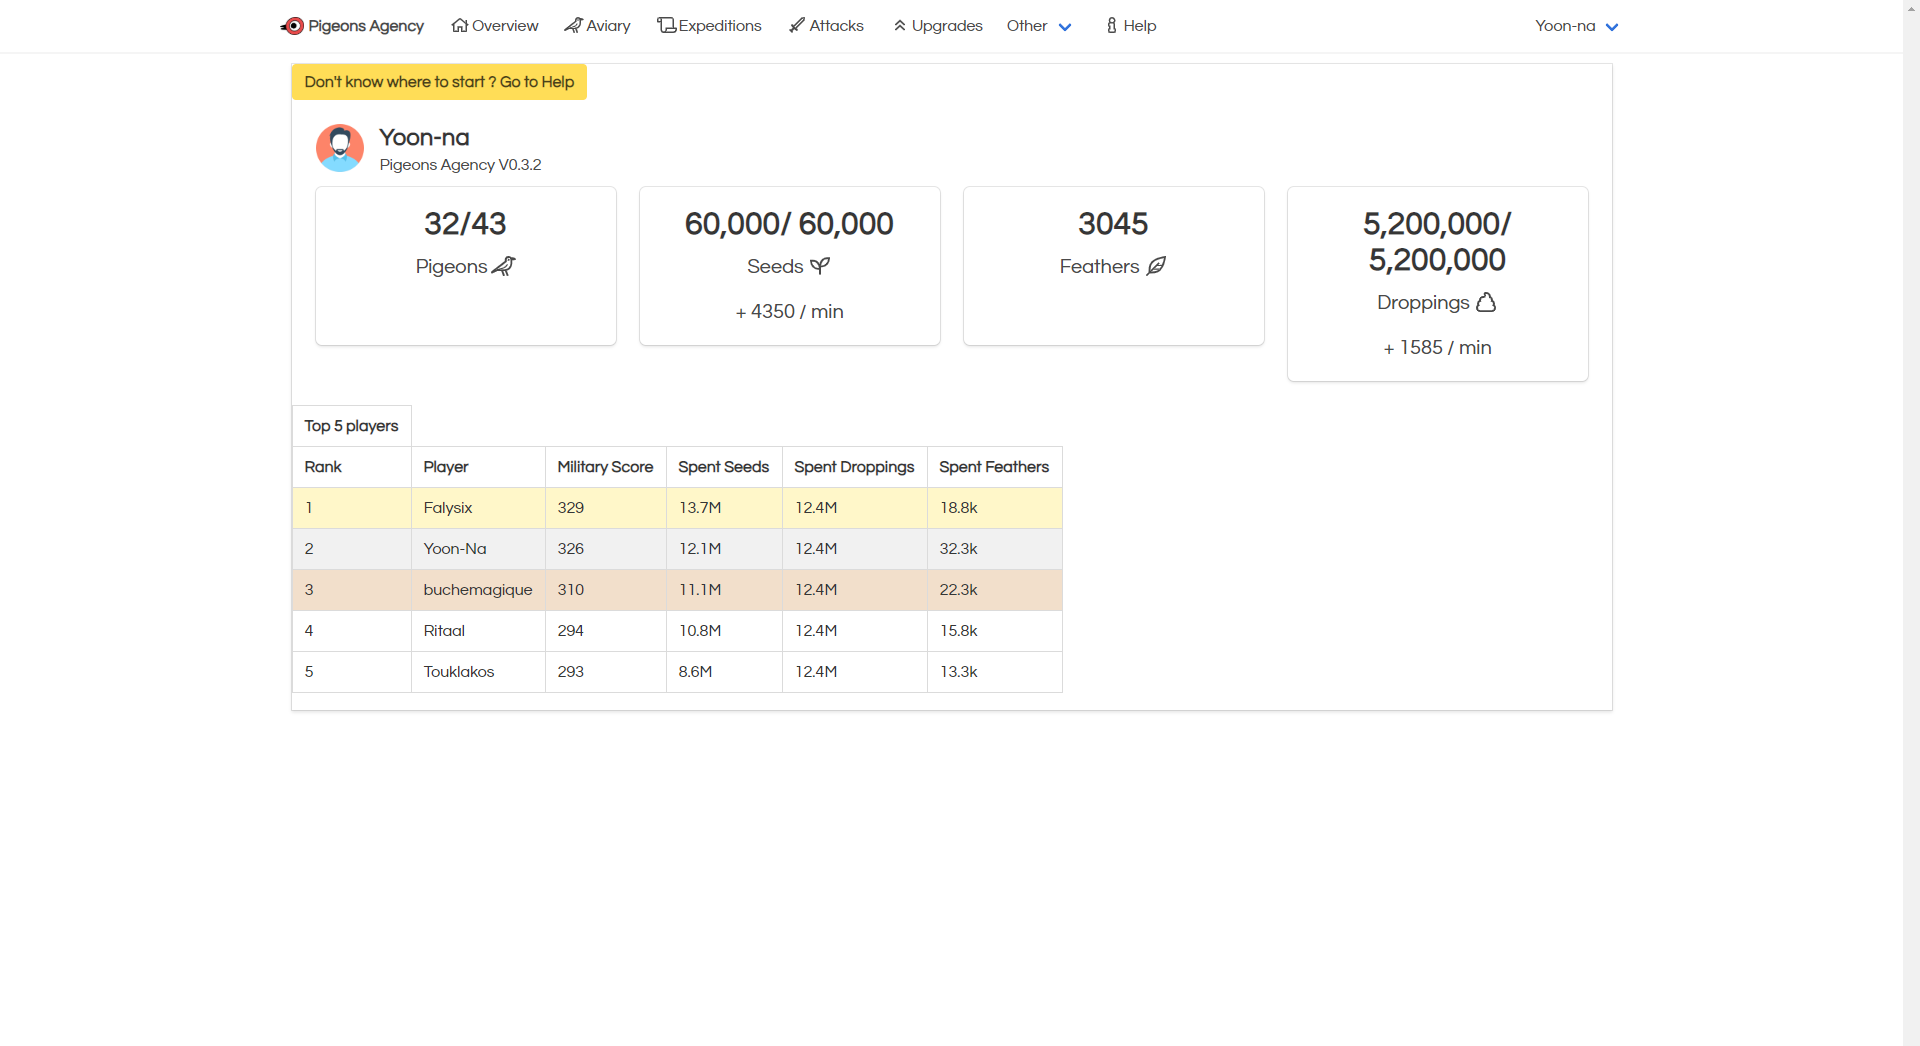 Pigeons Agency Overview Aviary Expeditions Attacks Upgrades Other Help Yoon-na
Don't know where to start ? Go to Help
Yoon-na
Pigeons Agency V0.3.2
32/43
Pigeons
60,000/ 60,000
Seeds
+ 4350 / min
3045
Feathers
5,200,000/
5,200,000
Droppings
+ 1585 / min
Top 5 players
Rank Player Military Score Spent Seeds Spent Droppings Spent Feathers
1 Falysix 329 13.7M 12.4M 18.8k
2 Yoon-Na 326 12.1M 12.4M 32.3k
3 buchemagique 310 11.1M 12.4M 22.3k
4 Ritaal 294 10.8M 12.4M 15.8k
5 Touklakos 293 8.6M 12.4M 13.3k